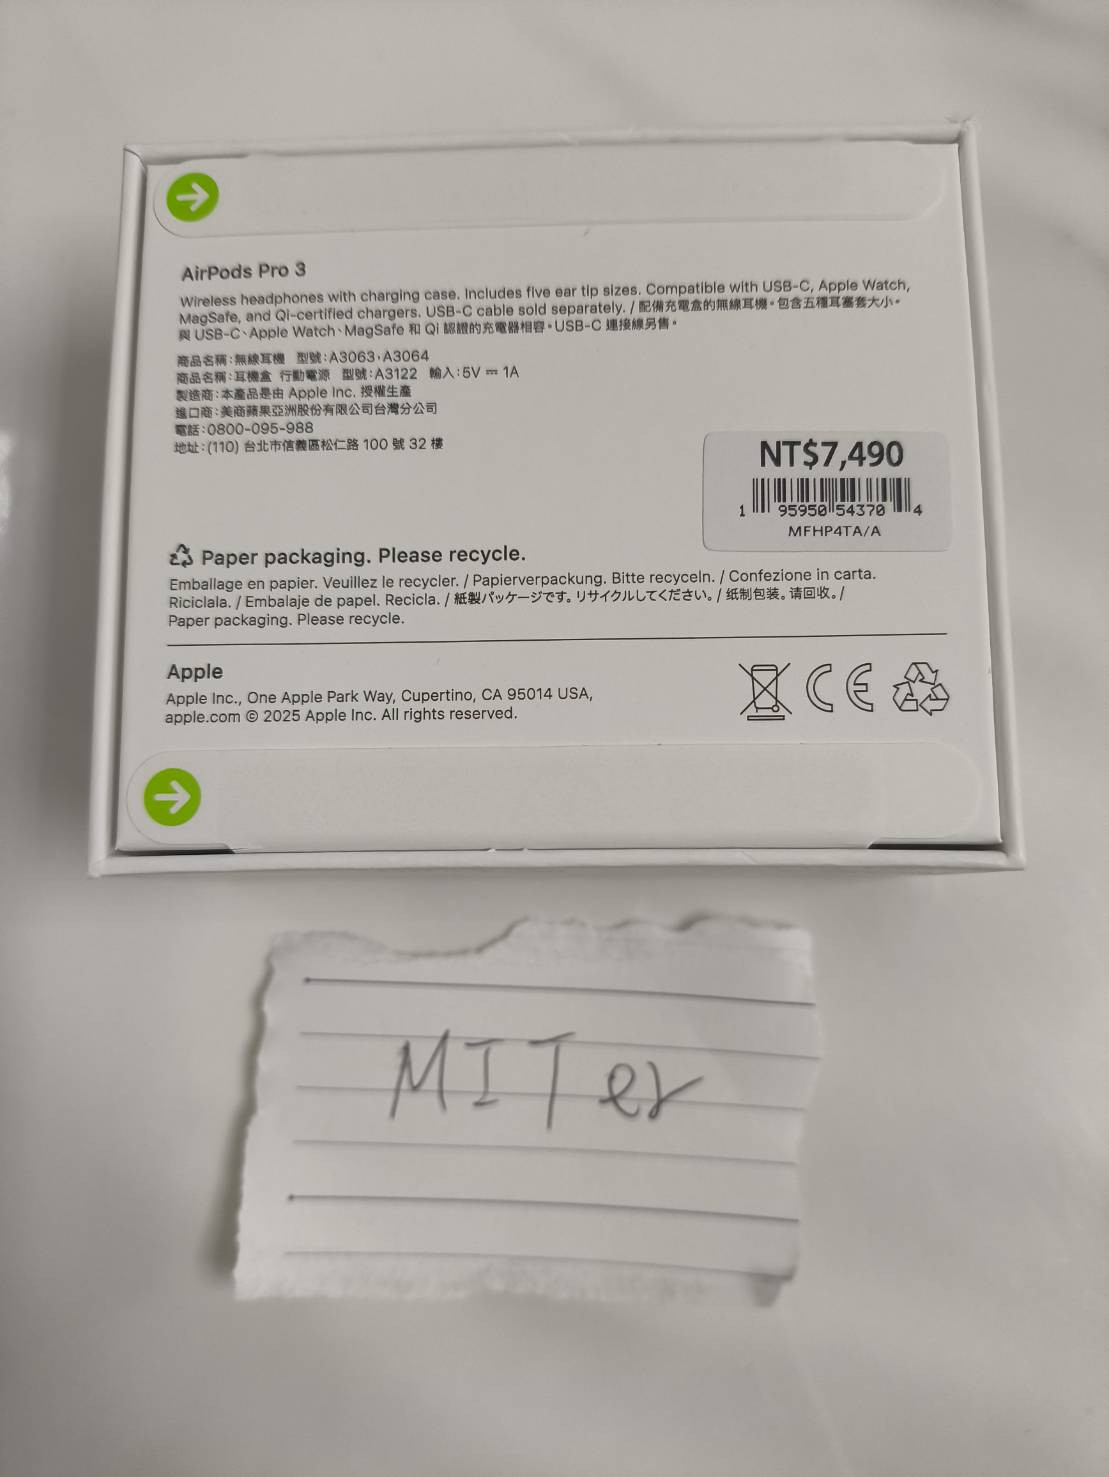 AirPods Pro 3
Wireless headphones with charging case. Includes five ear tip sizes. Compatible with USB-C, Apple Watch,
MagSafe, and Qi-certified chargers. USB-C cable sold separately. / 配備充電盒的無線耳機。包含五種耳塞套大小。
與 USB-C、Apple Watch、MagSafe 和 Qi 認證的充電器相容。USB-C 連接線另售。
商品名稱：無線耳機 型號：A3063，A3064
商品名稱：耳機盒 行動電源 型號：A3122 輸入：5V ⎓ 1A
製造商：本產品是由 Apple Inc. 授權生產
進口商：美商蘋果亞洲股份有限公司台灣分公司
電話：0800-095-988
地址：(110) 台北市信義區松仁路 100 號 32 樓
NT$7,490
1 95950 54370 4
MFHP4TA/A
Paper packaging. Please recycle.
Emballage en papier. Veuillez le recycler. / Papierverpackung. Bitte recyceln. / Confezione in carta.
Riciclala. / Embalaje de papel. Recicla. / 紙製パッケージです。リサイクルしてください。/ 纸制包装。请回收。/
Paper packaging. Please recycle.
Apple
Apple Inc., One Apple Park Way, Cupertino, CA 95014 USA,
apple.com © 2025 Apple Inc. All rights reserved.
CE
MITer